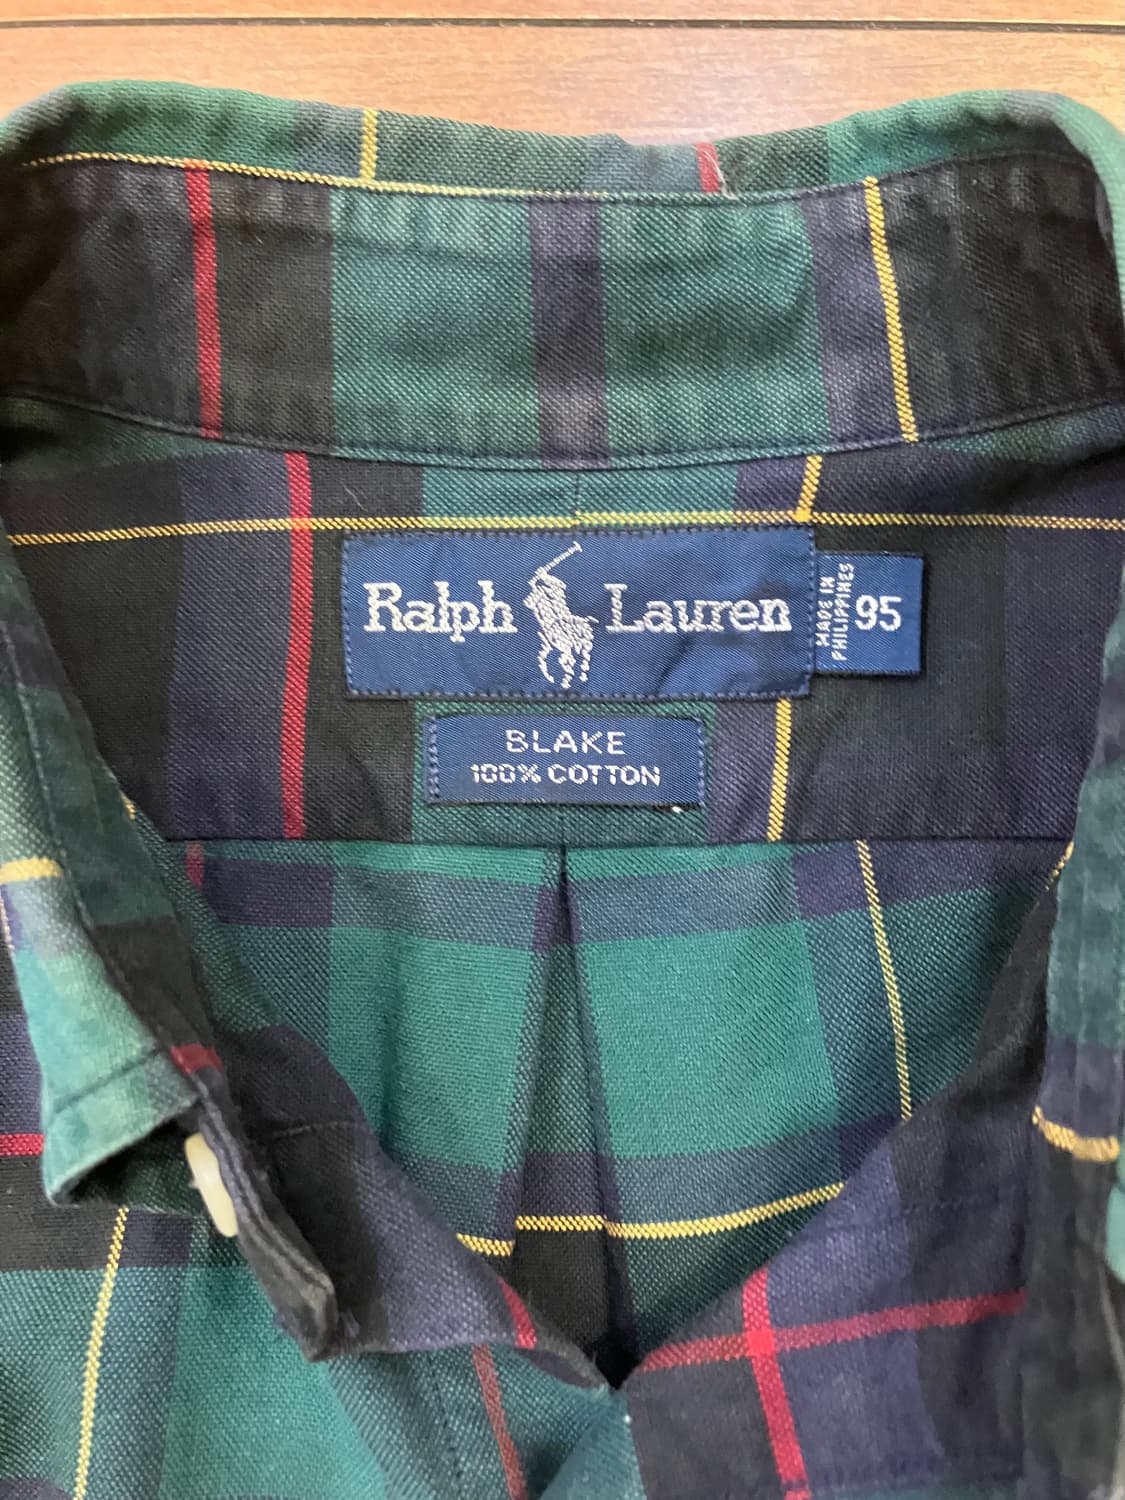 Ralph Lauren
MADE IN
PHILIPPINES
95
BLAKE
100% COTTON